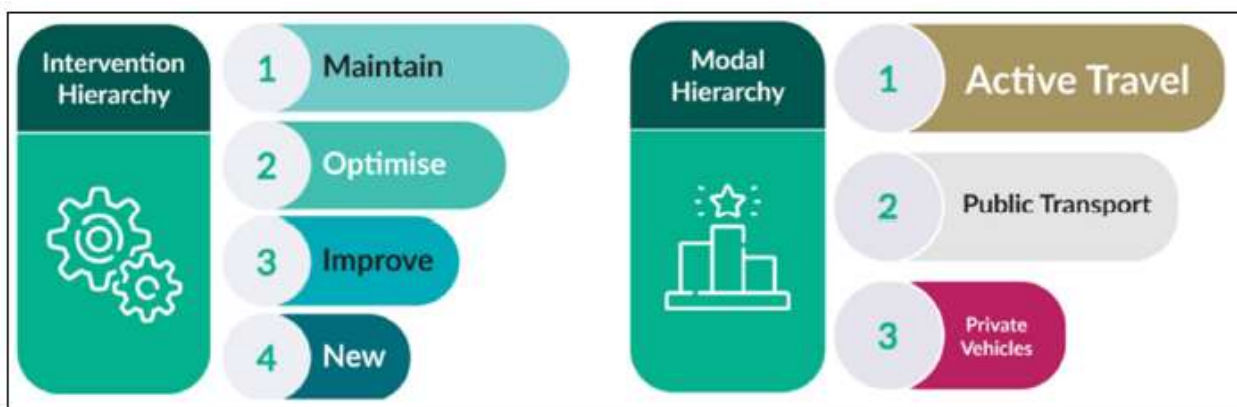 Intervention
Hierarchy
1 Maintain
2 Optimise
3 Improve
4 New
Modal
Hierarchy
1 Active Travel
2 Public Transport
3 Private
Vehicles